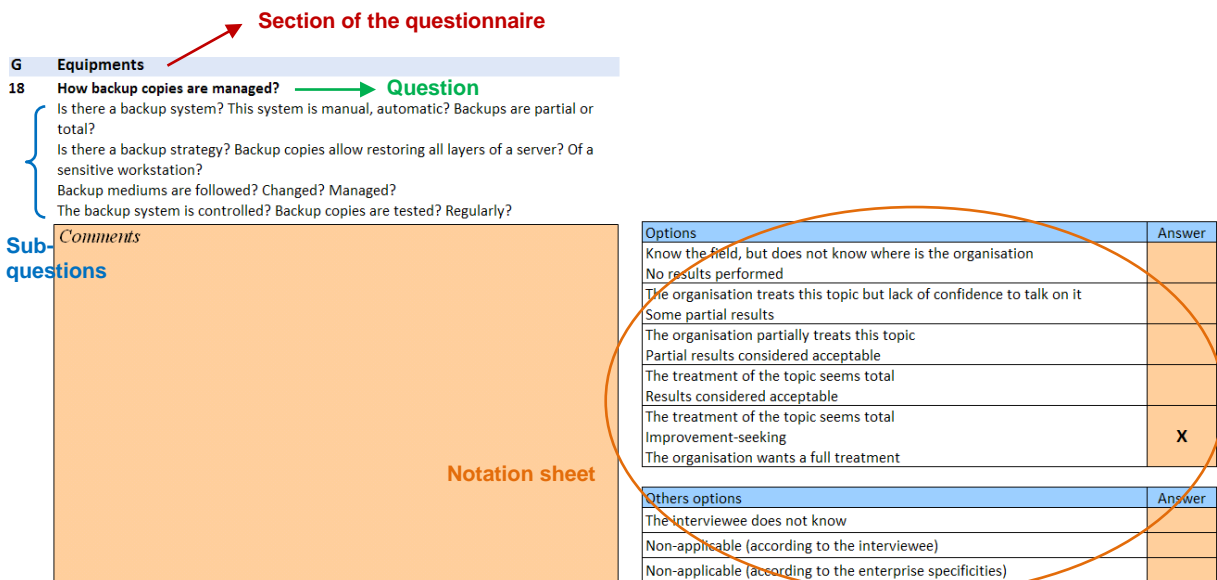 Section of the questionnaire
G Equipments
18 How backup copies are managed? Question
Is there a backup system? This system is manual, automatic? Backups are partial or
total?
Is there a backup strategy? Backup copies allow restoring all layers of a server? Of a
sensitive workstation?
Backup mediums are followed? Changed? Managed?
The backup system is controlled? Backup copies are tested? Regularly?
Sub-
questions
Comments
Notation sheet
Options Answer
Know the field, but does not know where is the organisation
No results performed
The organisation treats this topic but lack of confidence to talk on it
Some partial results
The organisation partially treats this topic
Partial results considered acceptable
The treatment of the topic seems total
Results considered acceptable
The treatment of the topic seems total
Improvement-seeking X
The organisation wants a full treatment
Others options Answer
The interviewee does not know
Non-applicable (according to the interviewee)
Non-applicable (according to the enterprise specificities)